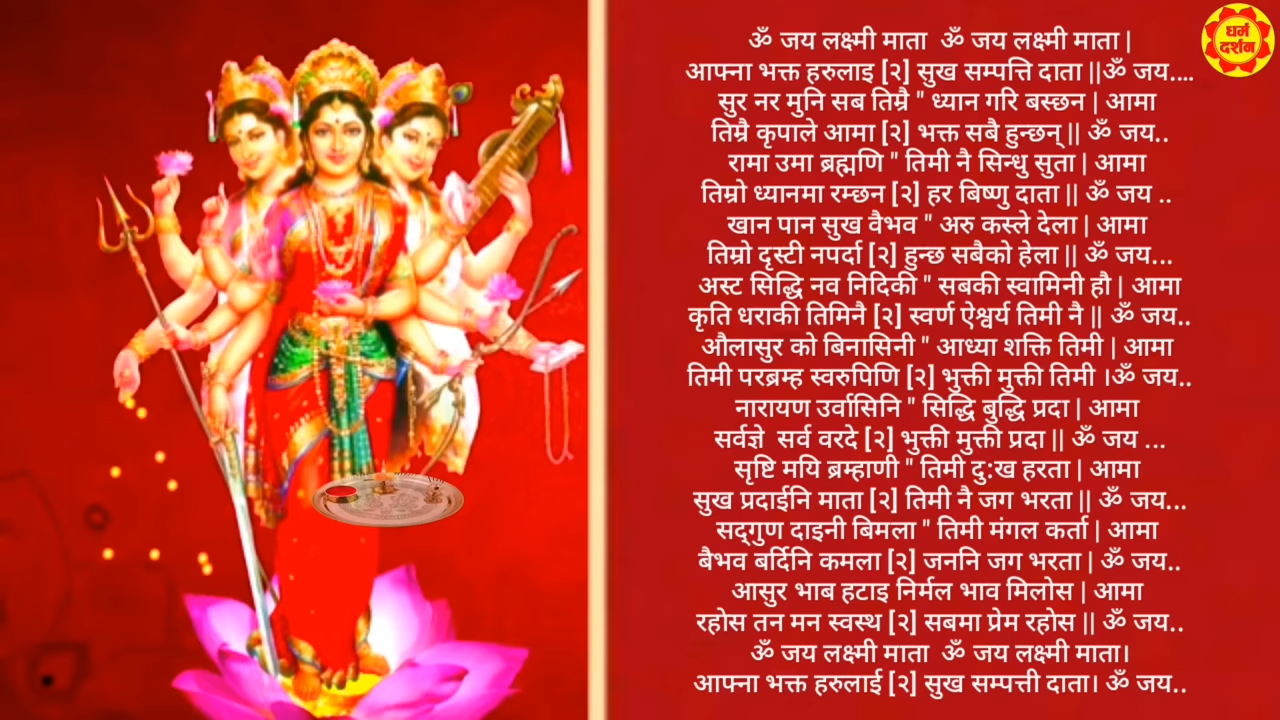 धर्म
दर्शन
ॐ जय लक्ष्मी माता ॐ जय लक्ष्मी माता |
आफ्ना भक्त हरुलाइ [२] सुख सम्पत्ति दाता ||ॐ जय....
सुर नर मुनि सब तिम्रै " ध्यान गरि बस्छन | आमा
तिम्रै कृपाले आमा [२] भक्त सबै हुन्छन् || ॐ जय..
रामा उमा ब्रह्मणि " तिमी नै सिन्धु सुता | आमा
तिम्रो ध्यानमा रम्छन [२] हर बिष्णु दाता || ॐ जय ..
खान पान सुख वैभव " अरु कस्ले देला | आमा
तिम्रो दृस्टी नपर्दा [२] हुन्छ सबैको हेला || ॐ जय...
अस्ट सिद्धि नव निदिकी " सबकी स्वामिनी हौ | आमा
कृति धराकी तिमिनै [२] स्वर्ण ऐश्वर्य तिमी नै || ॐ जय..
औलासुर को बिनासिनी " आध्या शक्ति तिमी | आमा
तिमी परब्रम्ह स्वरुपिणि [२] भुक्ती मुक्ती तिमी ।ॐ जय..
नारायण उर्वासिनि " सिद्धि बुद्धि प्रदा | आमा
सर्वज्ञे सर्व वरदे [२] भुक्ती मुक्ती प्रदा || ॐ जय ...
सृष्टि मयि ब्रम्हाणी " तिमी दु:ख हरता | आमा
सुख प्रदाईनि माता [२] तिमी नै जग भरता || ॐ जय...
सद्गुण दाइनी बिमला " तिमी मंगल कर्ता | आमा
बैभव बर्दिनि कमला [२] जननि जग भरता | ॐ जय..
आसुर भाब हटाइ निर्मल भाव मिलोस | आमा
रहोस तन मन स्वस्थ [२] सबमा प्रेम रहोस || ॐ जय..
ॐ जय लक्ष्मी माता ॐ जय लक्ष्मी माता।
आफ्ना भक्त हरुलाई [२] सुख सम्पत्ती दाता। ॐ जय..